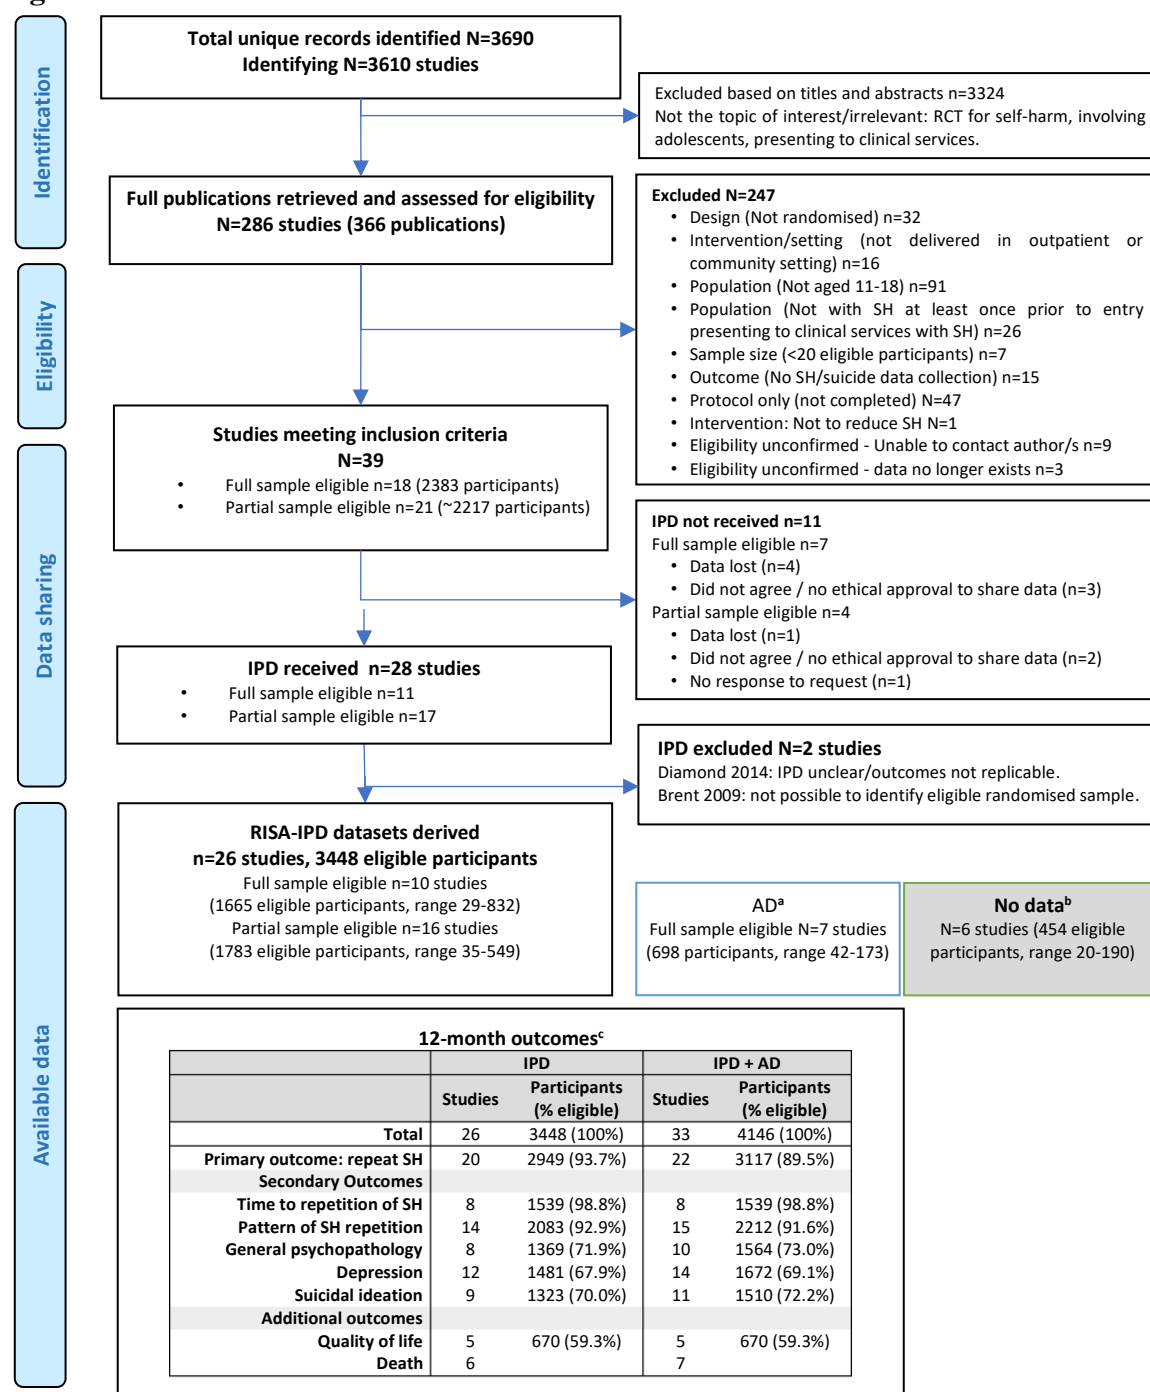 Identification
Total unique records identified N=3690
Identifying N=3610 studies
Excluded based on titles and abstracts n=3324
Not the topic of interest/irrelevant: RCT for self-harm, involving
adolescents, presenting to clinical services.
Full publications retrieved and assessed for eligibility
N=286 studies (366 publications)
Excluded N=247
• Design (Not randomised) n=32
• Intervention/setting (not delivered in outpatient or
community setting) n=16
• Population (Not aged 11-18) n=91
• Population (Not with SH at least once prior to entry
presenting to clinical services with SH) n=26
• Sample size (<20 eligible participants) n=7
• Outcome (No SH/suicide data collection) n=15
• Protocol only (not completed) N=47
• Intervention: Not to reduce SH N=1
• Eligibility unconfirmed - Unable to contact author/s n=9
• Eligibility unconfirmed - data no longer exists n=3
Eligibility
Studies meeting inclusion criteria
N=39
• Full sample eligible n=18 (2383 participants)
• Partial sample eligible n=21 (~2217 participants)
Data sharing
IPD not received n=11
Full sample eligible n=7
• Data lost (n=4)
• Did not agree / no ethical approval to share data (n=3)
Partial sample eligible n=4
• Data lost (n=1)
• Did not agree / no ethical approval to share data (n=2)
• No response to request (n=1)
IPD received n=28 studies
• Full sample eligible n=11
• Partial sample eligible n=17
IPD excluded N=2 studies
Diamond 2014: IPD unclear/outcomes not replicable.
Brent 2009: not possible to identify eligible randomised sample.
Available data
RISA-IPD datasets derived
n=26 studies, 3448 eligible participants
Full sample eligible n=10 studies
(1665 eligible participants, range 29-832)
Partial sample eligible n=16 studies
(1783 eligible participants, range 35-549)
ADᵃ
Full sample eligible N=7 studies
(698 participants, range 42-173)
No dataᵇ
N=6 studies (454 eligible
participants, range 20-190)
12-month outcomesᶜ
IPD IPD + AD
Studies Participants (% eligible) Studies Participants (% eligible)
Total 26 3448 (100%) 33 4146 (100%)
Primary outcome: repeat SH 20 2949 (93.7%) 22 3117 (89.5%)
Secondary Outcomes
Time to repetition of SH 8 1539 (98.8%) 8 1539 (98.8%)
Pattern of SH repetition 14 2083 (92.9%) 15 2212 (91.6%)
General psychopathology 8 1369 (71.9%) 10 1564 (73.0%)
Depression 12 1481 (67.9%) 14 1672 (69.1%)
Suicidal ideation 9 1323 (70.0%) 11 1510 (72.2%)
Additional outcomes
Quality of life 5 670 (59.3%) 5 670 (59.3%)
Death 6 7